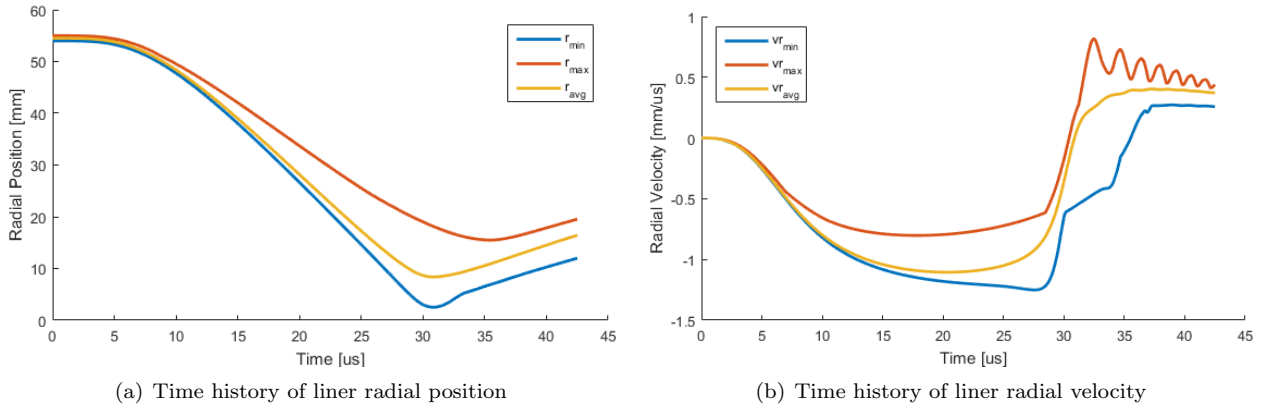 60
50
40
30
20
10
0
0 5 10 15 20 25 30 35 40 45
Radial Position [mm]
Time [us]
r_min
r_max
r_avg
(a) Time history of liner radial position
1
0.5
0
-0.5
-1
-1.5
0 5 10 15 20 25 30 35 40 45
Radial Velocity [mm/us]
Time [us]
vr_min
vr_max
vr_avg
(b) Time history of liner radial velocity